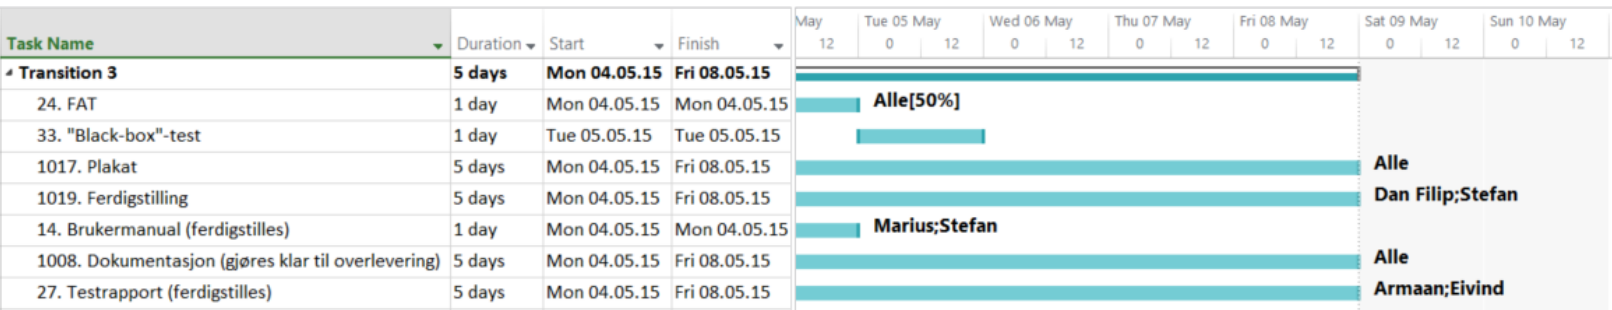 May Tue 05 May Wed 06 May Thu 07 May Fri 08 May Sat 09 May Sun 10 May
Task Name Duration Start Finish 12 0 12 0 12 0 12 0 12 0 12 0 12
Transition 3 5 days Mon 04.05.15 Fri 08.05.15
24. FAT 1 day Mon 04.05.15 Mon 04.05.15 Alle[50%]
33. "Black-box"-test 1 day Tue 05.05.15 Tue 05.05.15
1017. Plakat 5 days Mon 04.05.15 Fri 08.05.15 Alle
1019. Ferdigstilling 5 days Mon 04.05.15 Fri 08.05.15 Dan Filip;Stefan
14. Brukermanual (ferdigstilles) 1 day Mon 04.05.15 Mon 04.05.15 Marius;Stefan
1008. Dokumentasjon (gjøres klar til overlevering) 5 days Mon 04.05.15 Fri 08.05.15 Alle
27. Testrapport (ferdigstilles) 5 days Mon 04.05.15 Fri 08.05.15 Armaan;Eivind